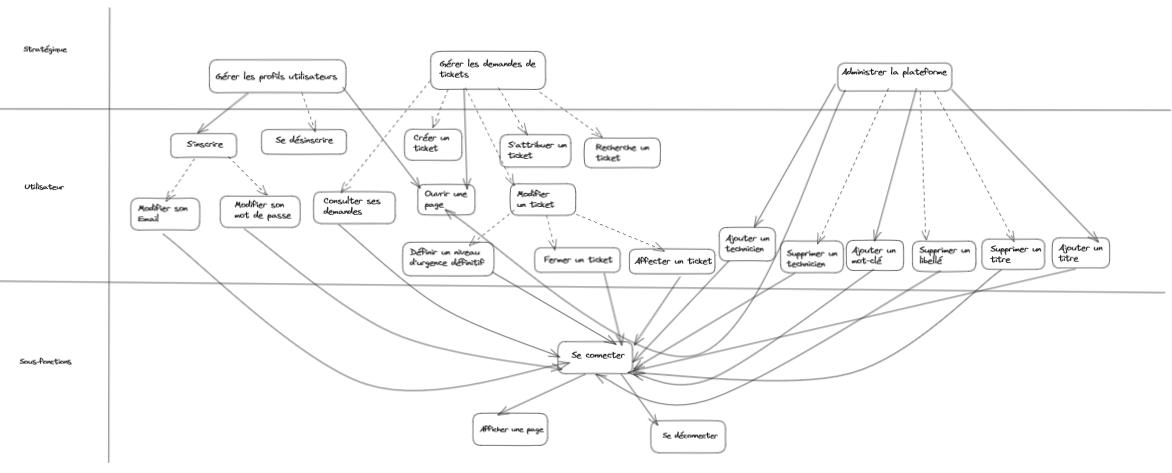 Stratégique
Gérer les profils utilisateurs
Gérer les demandes de
tickets
Administrer la plateforme
Utilisateur
S'inscrire
Se désinscrire
Créer un
ticket
S'attribuer un
ticket
Recherche un
ticket
Modifier son
Email
Modifier son
mot de passe
Consulter ses
demandes
Ouvrir une
page
Modifier
un ticket
Définir un niveau
d'urgence définitif
Fermer un ticket
Affecter un ticket
Ajouter un
technicien
Supprimer un
technicien
Ajouter un
mot-clé
Supprimer un
libellé
Supprimer un
titre
Ajouter un
titre
Sous-fonctions
Se connecter
Afficher une page
Se déconnecter